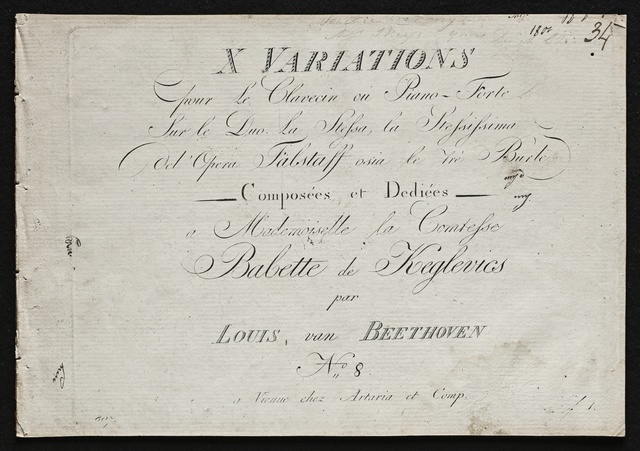 34
X VARIATIONS
pour Le Clavecin ou Piano-Forte
Sur le Duo La Stessa, la Stessissima
de l'Opera Falstaff osia le tre Burle
Composées et Dediées
a Mademoiselle la Comtesse
Babette de Keglevics
par
LOUIS, van BEETHOVEN
No 8
a Vienne chez Artaria et Comp.